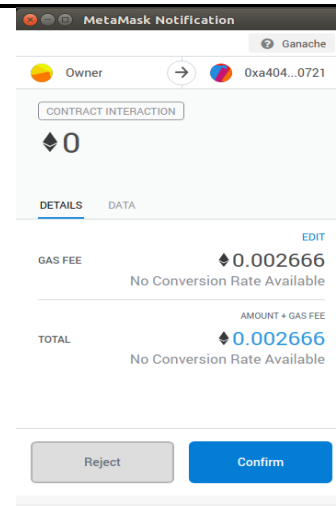 MetaMask Notification
Ganache
Owner 0xa404...0721
CONTRACT INTERACTION
0
DETAILS DATA
EDIT
GAS FEE 0.002666
No Conversion Rate Available
AMOUNT + GAS FEE
TOTAL 0.002666
No Conversion Rate Available
Reject Confirm